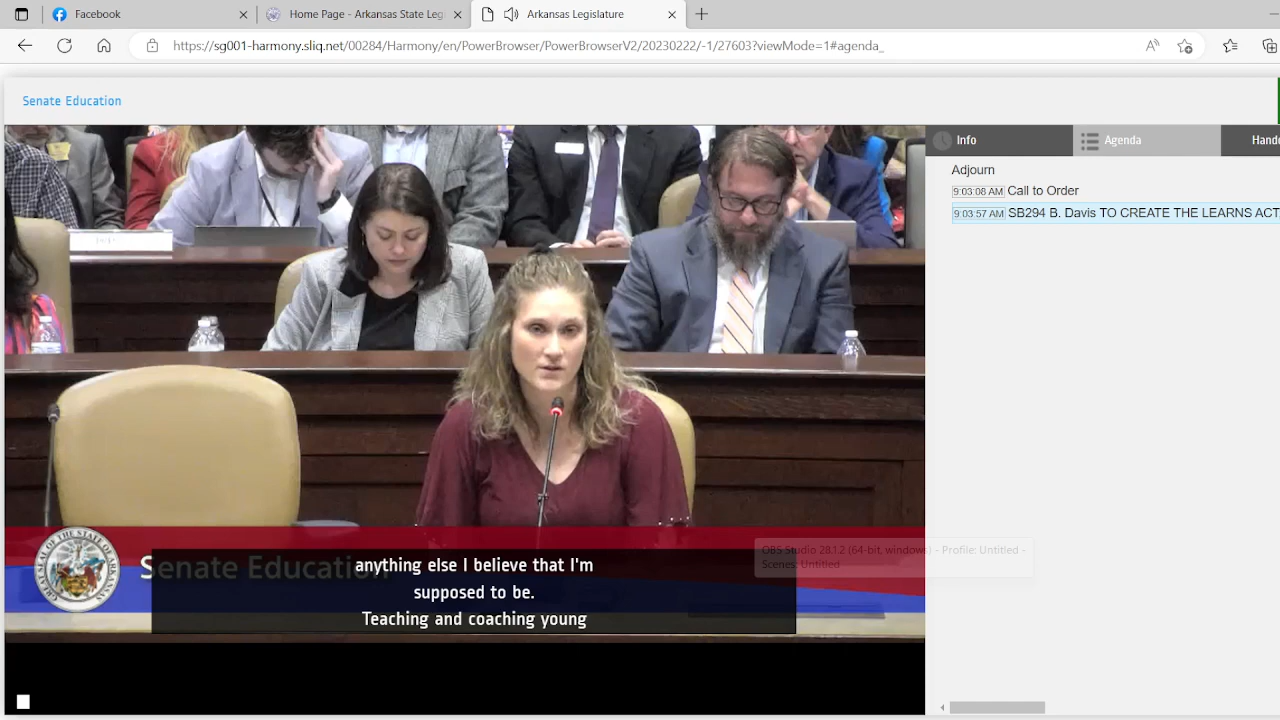 Facebook
Home Page - Arkansas State Leg
Arkansas Legislature
https://sg001-harmony.sliq.net/00284/Harmony/en/PowerBrowser/PowerBrowserV2/20230222/-1/27603?viewMode=1#agenda_
Senate Education
Info
Agenda
Hando
Adjourn
9:03:08 AM Call to Order
9:03:57 AM SB294 B. Davis TO CREATE THE LEARNS ACT
OBS Studio 28.1.2 (64-bit, windows) - Profile: Untitled -
Scenes: Untitled
Senate Education
anything else I believe that I'm
supposed to be.
Teaching and coaching young